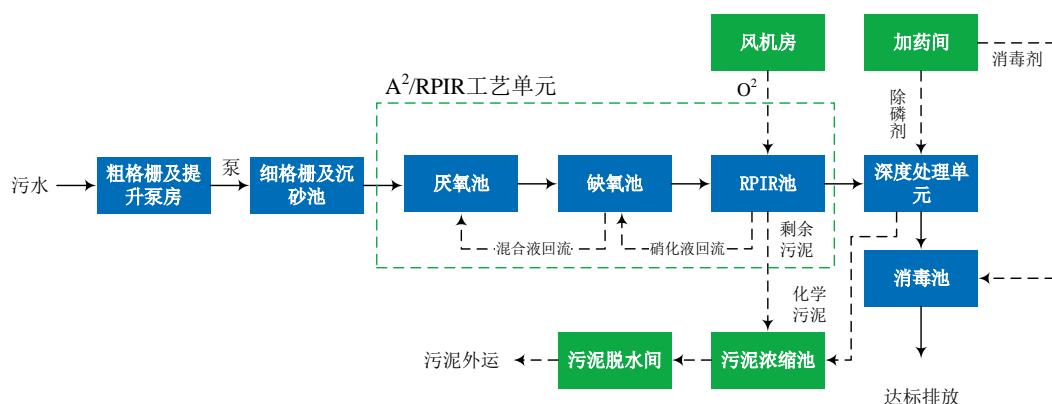 风机房
加药间
消毒剂
A²/RPIR工艺单元
O²
除磷剂
污水
粗格栅及提
升泵房
泵
细格栅及沉
砂池
厌氧池
缺氧池
RPIR池
深度处理单
元
混合液回流
硝化液回流
剩余
污泥
消毒池
化学
污泥
污泥外运
污泥脱水间
污泥浓缩池
达标排放